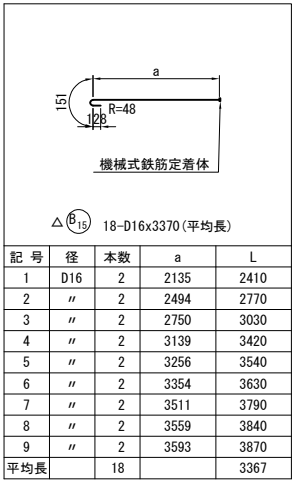 a
151
R=48
128
機械式鉄筋定着体
△ B15 18-D16x3370(平均長)
記 号 径 本数 a L
1 D16 2 2135 2410
2 〃 2 2494 2770
3 〃 2 2750 3030
4 〃 2 3139 3420
5 〃 2 3256 3540
6 〃 2 3354 3630
7 〃 2 3511 3790
8 〃 2 3559 3840
9 〃 2 3593 3870
平均長 18 3367